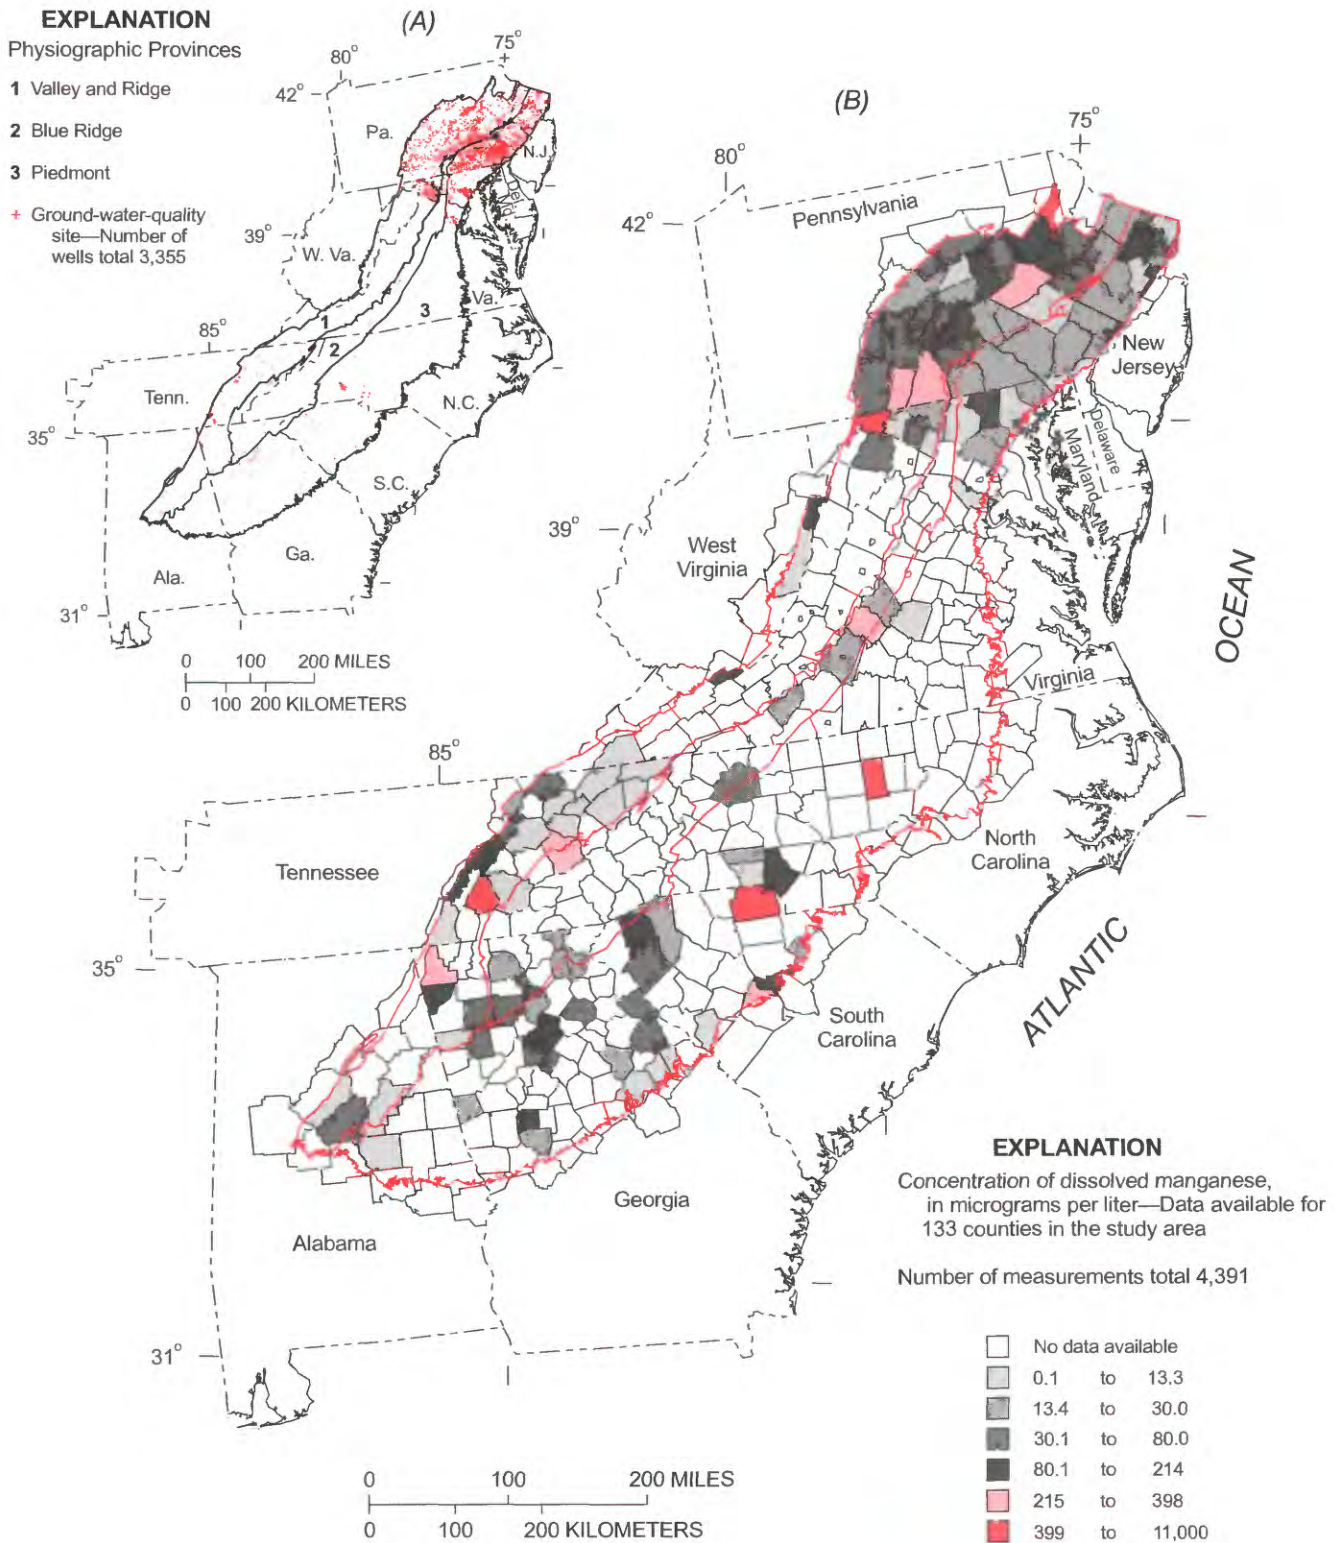 EXPLANATION
Physiographic Provinces
1 Valley and Ridge
2 Blue Ridge
3 Piedmont
+ Ground-water-quality
site—Number of
wells total 3,355
(A)
80°
75°
42°
Pa.
N.J.
Del.
Md.
39°
W. Va.
Va.
85°
1
2
3
Tenn.
N.C.
35°
S.C.
Ga.
Ala.
31°
0 100 200 MILES
0 100 200 KILOMETERS
(B)
75°
80°
42°
Pennsylvania
New
Jersey
Delaware
Maryland
39°
West
Virginia
OCEAN
Virginia
85°
North
Carolina
Tennessee
ATLANTIC
35°
South
Carolina
Georgia
Alabama
31°
0 100 200 MILES
0 100 200 KILOMETERS
EXPLANATION
Concentration of dissolved manganese,
in micrograms per liter—Data available for
133 counties in the study area
Number of measurements total 4,391
No data available
0.1 to 13.3
13.4 to 30.0
30.1 to 80.0
80.1 to 214
215 to 398
399 to 11,000